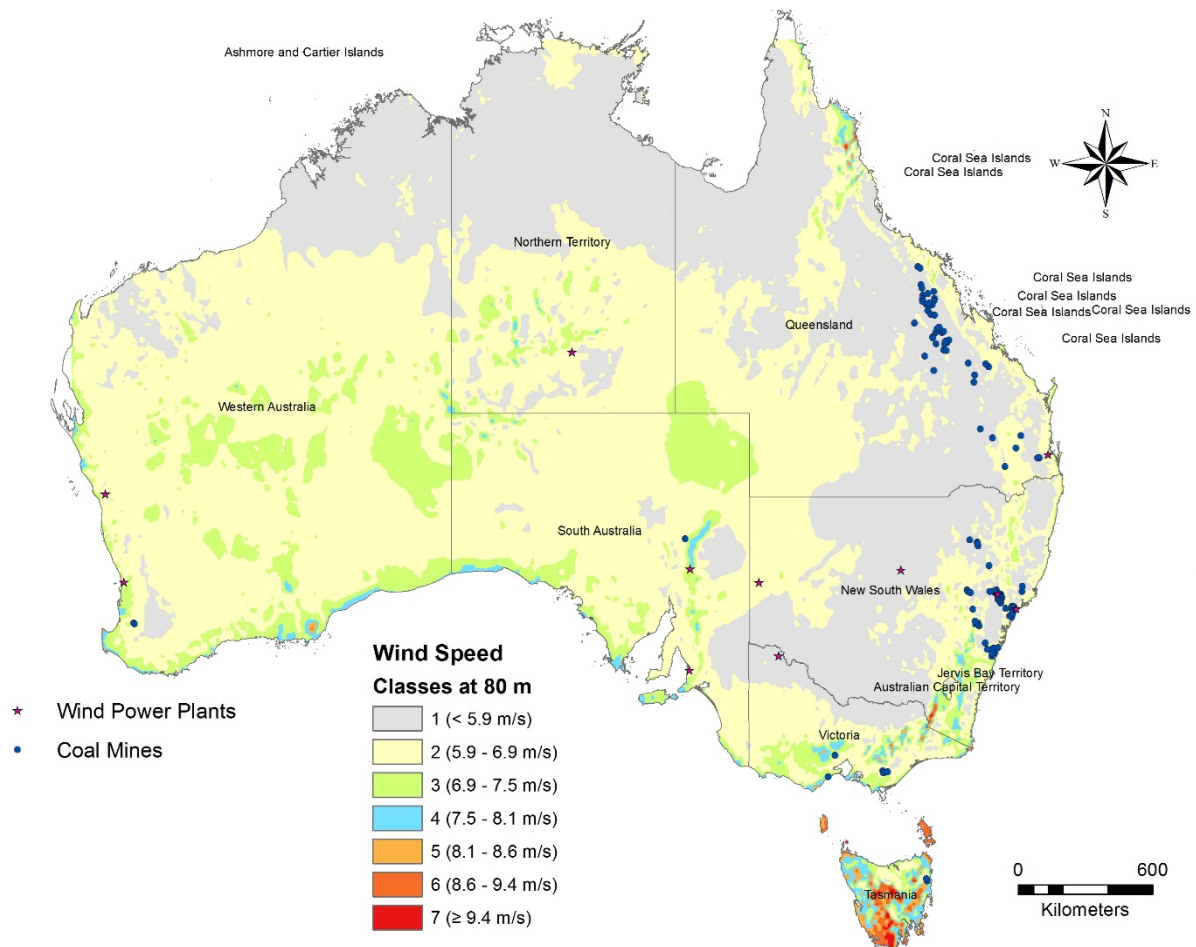 Ashmore and Cartier Islands
N
W
E
S
Coral Sea Islands
Coral Sea Islands
Northern Territory
Coral Sea Islands
Coral Sea Islands
Coral Sea Islands
Coral Sea Islands
Queensland
Coral Sea Islands
Western Australia
South Australia
New South Wales
Jervis Bay Territory
Australian Capital Territory
Victoria
Tasmania
Wind Power Plants
Coal Mines
Wind Speed
Classes at 80 m
1 (< 5.9 m/s)
2 (5.9 - 6.9 m/s)
3 (6.9 - 7.5 m/s)
4 (7.5 - 8.1 m/s)
5 (8.1 - 8.6 m/s)
6 (8.6 - 9.4 m/s)
7 (≥ 9.4 m/s)
0 600
Kilometers